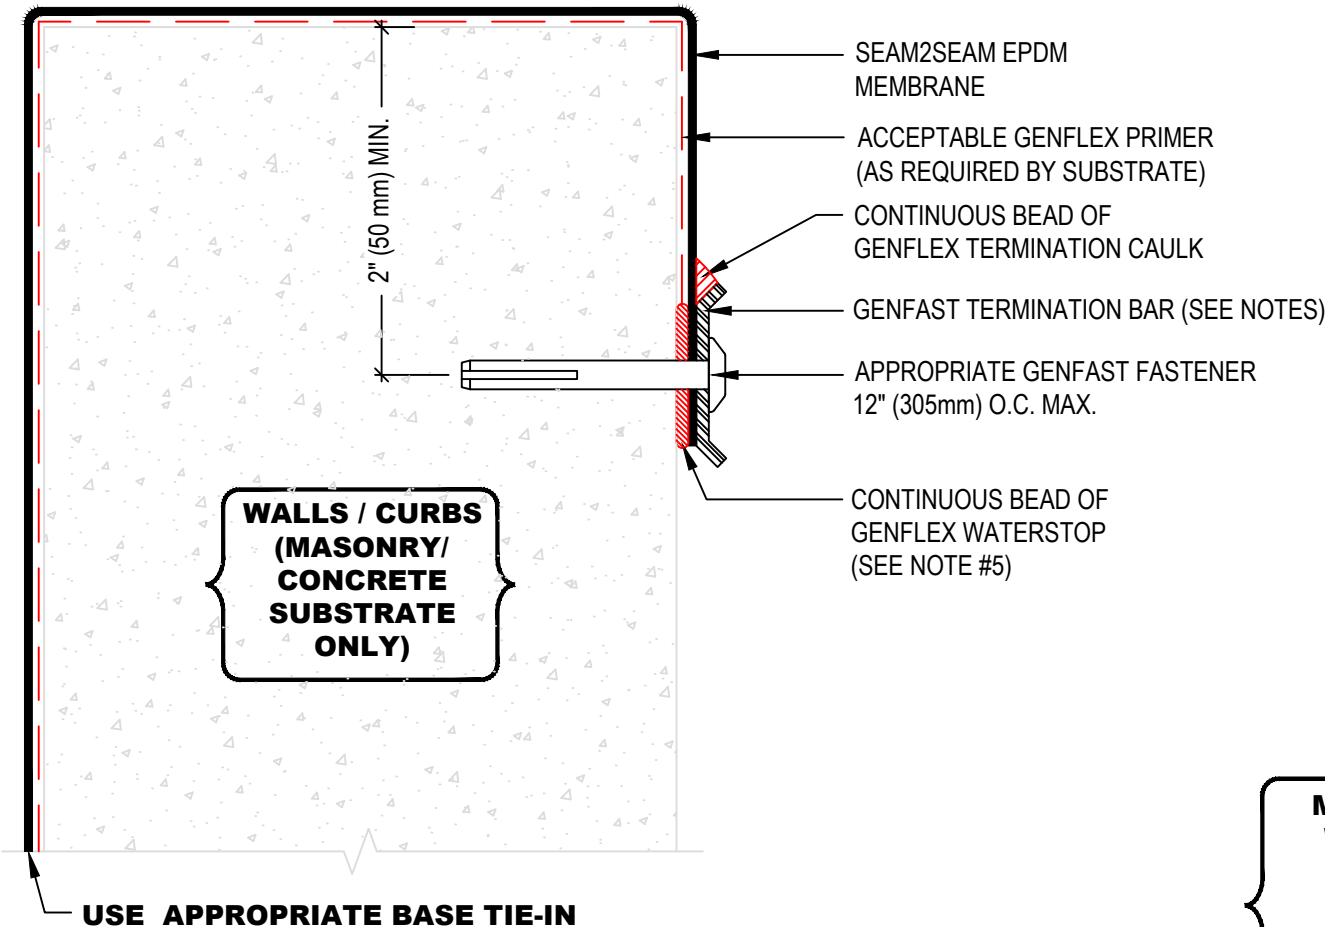 SEAM2SEAM EPDM
MEMBRANE
ACCEPTABLE GENFLEX PRIMER
(AS REQUIRED BY SUBSTRATE)
CONTINUOUS BEAD OF
GENFLEX TERMINATION CAULK
GENFAST TERMINATION BAR (SEE NOTES)
APPROPRIATE GENFAST FASTENER
12" (305mm) O.C. MAX.
CONTINUOUS BEAD OF
GENFLEX WATERSTOP
(SEE NOTE #5)
2" (50 mm) MIN.
WALLS / CURBS
(MASONRY/
CONCRETE
SUBSTRATE
ONLY)
USE APPROPRIATE BASE TIE-IN